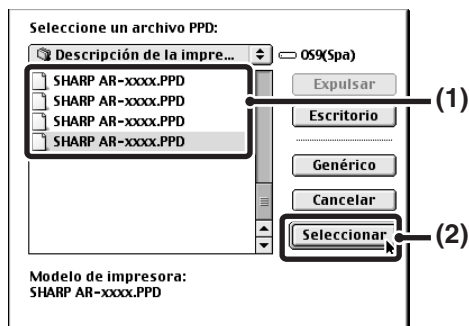 Seleccione un archivo PPD:
Descripción de la impre...
OS9(Spa)
SHARP AR-xxxx.PPD
SHARP AR-xxxx.PPD
SHARP AR-xxxx.PPD
SHARP AR-xxxx.PPD
(1)
Expulsar
Escritorio
Genérico
Cancelar
Seleccionar
(2)
Modelo de impresora:
SHARP AR-xxxx.PPD